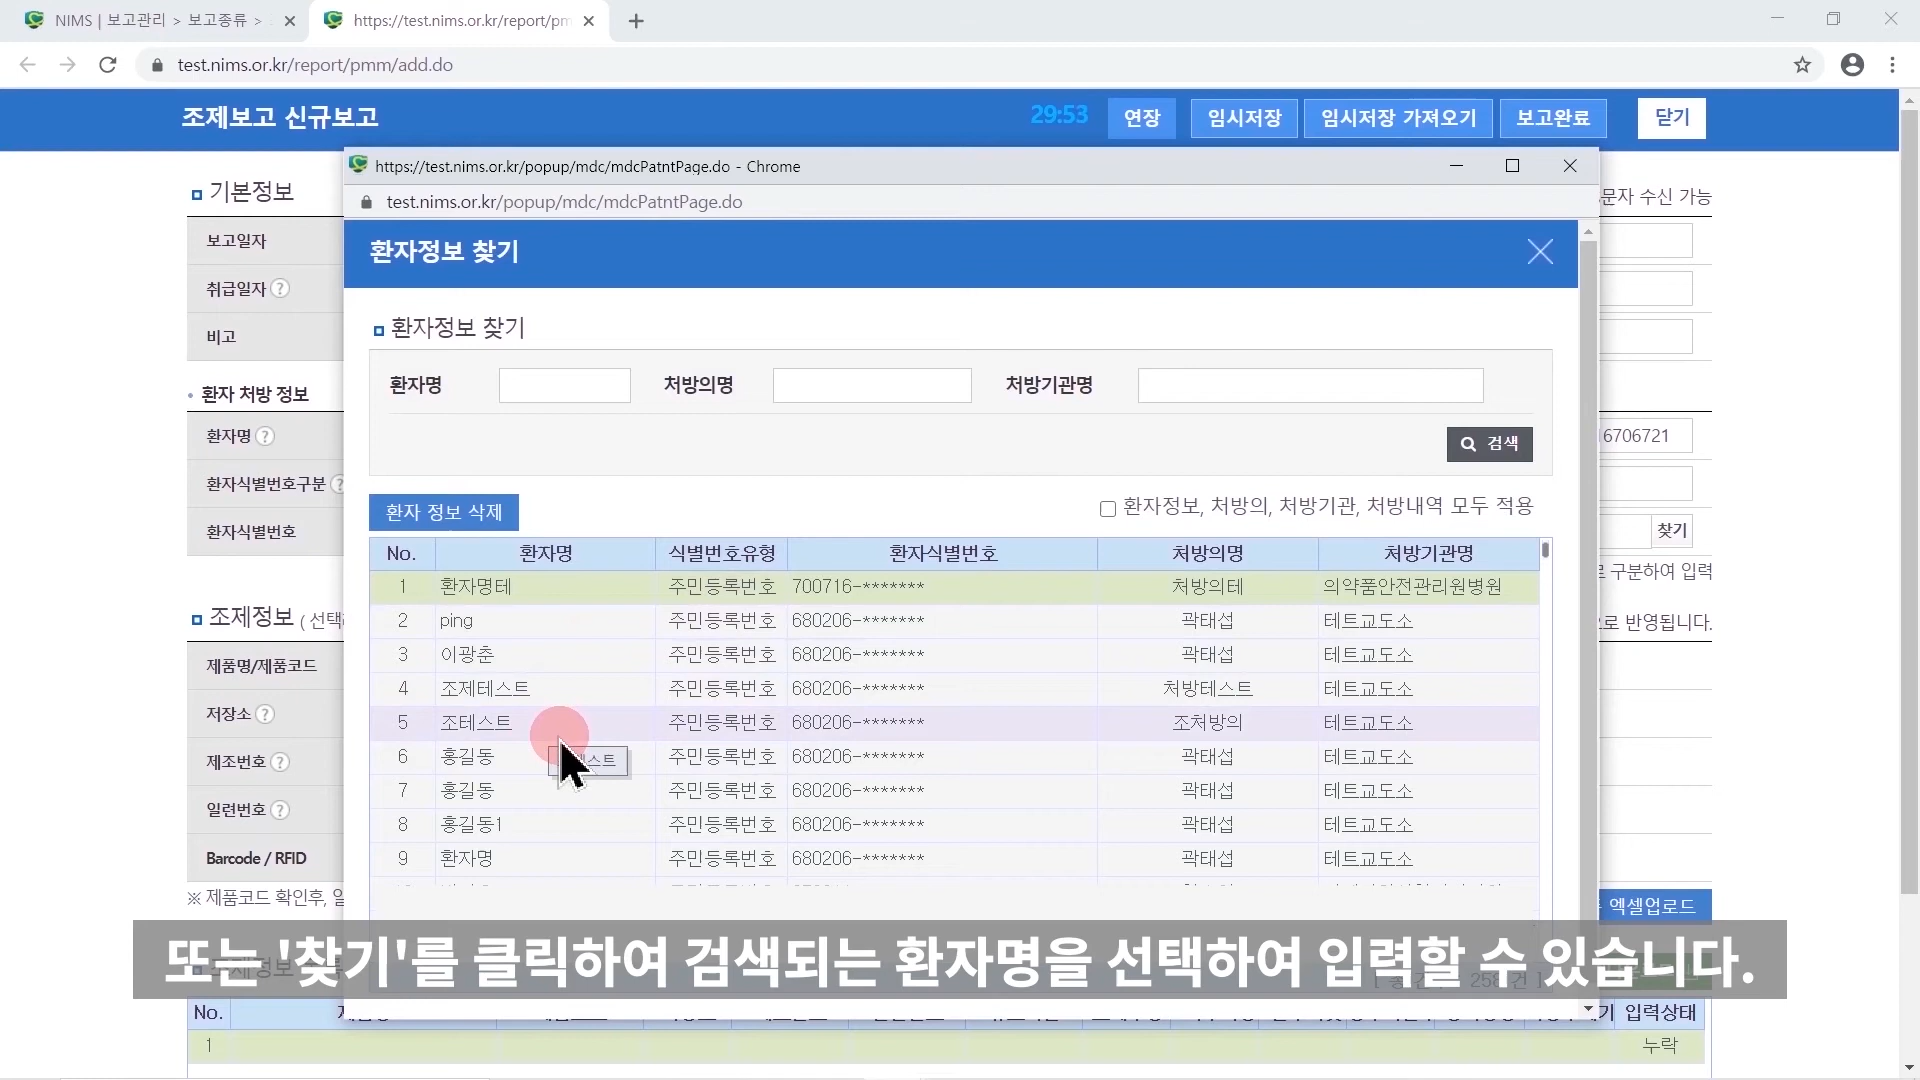 NIMS | 보고관리 > 보고종류 >
https://test.nims.or.kr/report/pm
test.nims.or.kr/report/pmm/add.do
조제보고 신규보고
29:53
연장
임시저장
임시저장 가져오기
보고완료
닫기
https://test.nims.or.kr/popup/mdc/mdcPatntPage.do - Chrome
test.nims.or.kr/popup/mdc/mdcPatntPage.do
기본정보
문자 수신 가능
보고일자
취급일자 ?
비고
• 환자 처방 정보
환자명 ?
16706721
환자식별번호구분 ?
환자식별번호
찾기
구분하여 입력
조제정보 ( 선택
로 반영됩니다.
제품명/제품코드
저장소 ?
제조번호 ?
일련번호 ?
Barcode / RFID
※ 제품코드 확인후,
엑셀업로드
환자정보 찾기
환자정보 찾기
환자명 처방의명 처방기관명
검색
환자 정보 삭제
환자정보, 처방의, 처방기관, 처방내역 모두 적용
No. 환자명 식별번호유형 환자식별번호 처방의명 처방기관명
1 환자명테 주민등록번호 700716-******* 처방의테 의약품안전관리원병원
2 ping 주민등록번호 680206-******* 곽태섭 테트교도소
3 이광춘 주민등록번호 680206-******* 곽태섭 테트교도소
4 조제테스트 주민등록번호 680206-******* 처방테스트 테트교도소
5 조테스트 주민등록번호 680206-******* 조처방의 테트교도소
6 홍길동 주민등록번호 680206-******* 곽태섭 테트교도소
7 홍길동 주민등록번호 680206-******* 곽태섭 테트교도소
8 홍길동1 주민등록번호 680206-******* 곽태섭 테트교도소
9 환자명 주민등록번호 680206-******* 곽태섭 테트교도소
또는 '찾기'를 클릭하여 검색되는 환자명을 선택하여 입력할 수 있습니다.
No. 입력상태
1 누락